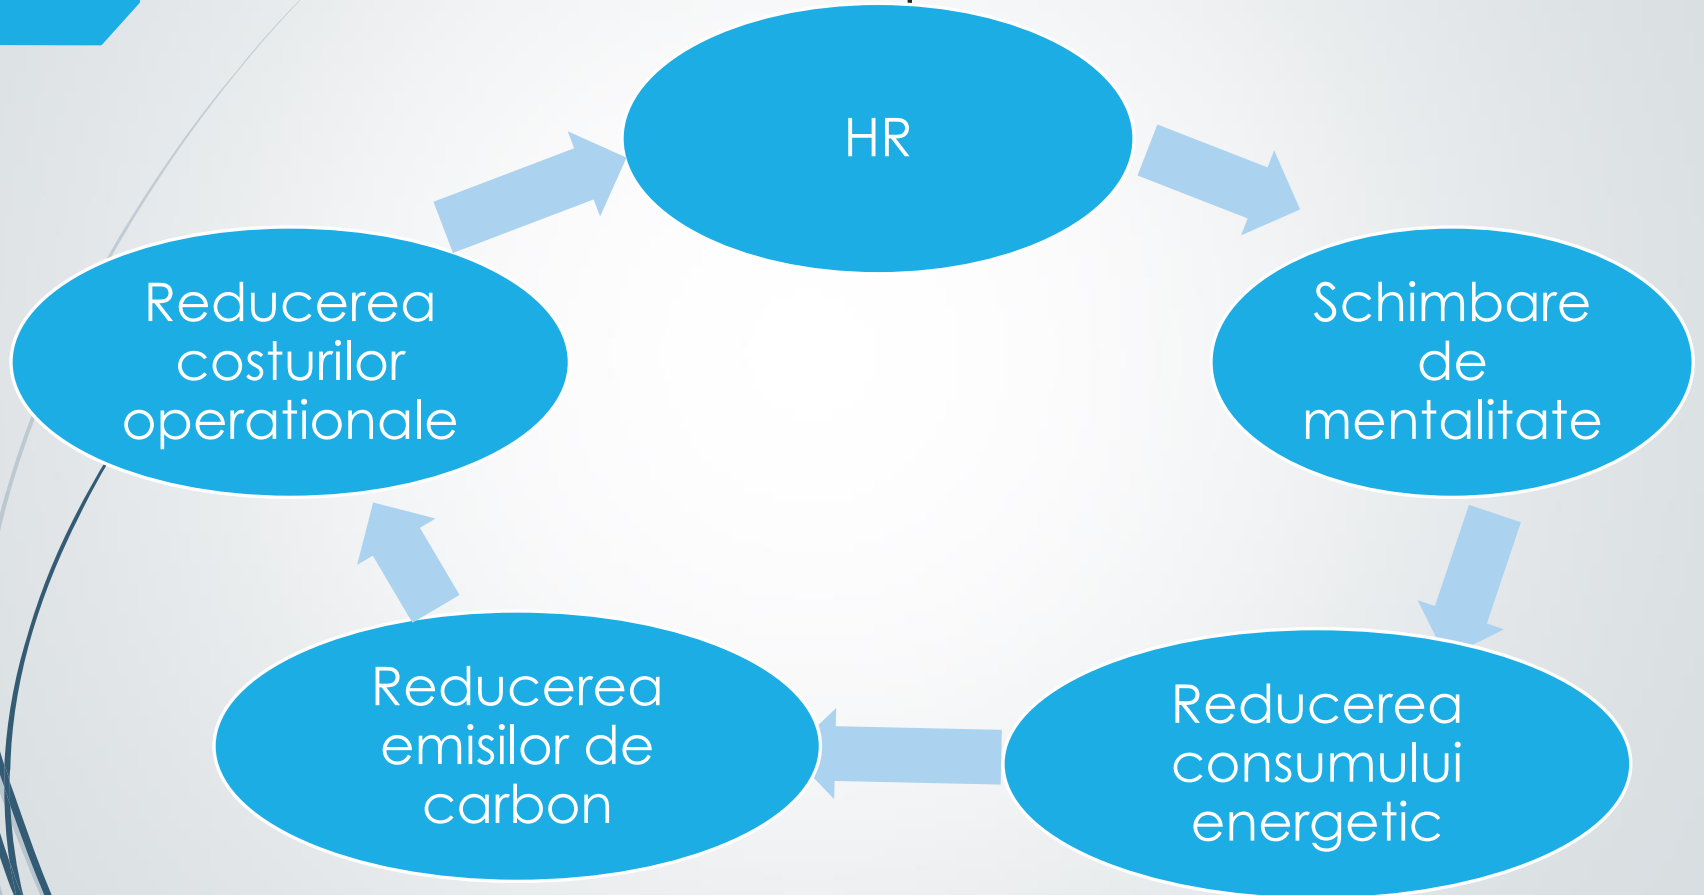 HR
Schimbare
de
mentalitate
Reducerea
consumului
energetic
Reducerea
emisilor de
carbon
Reducerea
costurilor
operationale